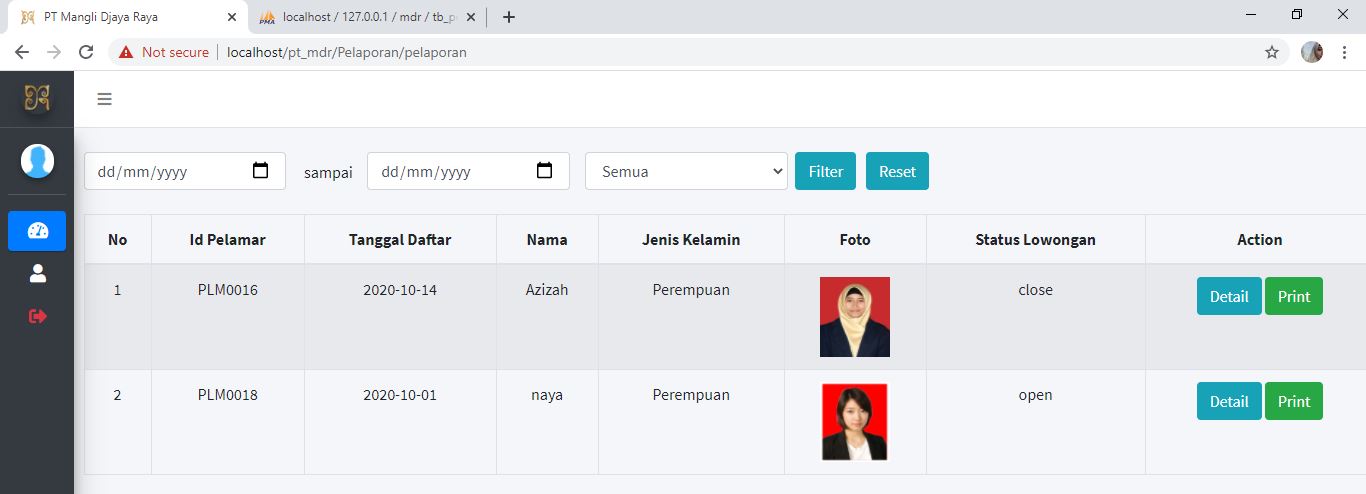 PT Mangli Djaya Raya
localhost / 127.0.0.1 / mdr / tb_p
Not secure localhost/pt_mdr/Pelaporan/pelaporan
dd/mm/yyyy sampai dd/mm/yyyy Semua Filter Reset
No Id Pelamar Tanggal Daftar Nama Jenis Kelamin Foto Status Lowongan Action
1 PLM0016 2020-10-14 Azizah Perempuan close Detail Print
2 PLM0018 2020-10-01 naya Perempuan open Detail Print